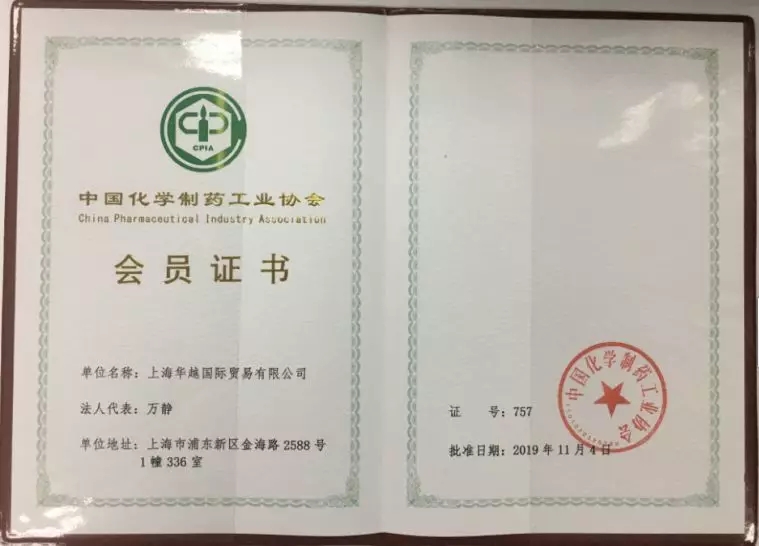 CPIA
中国化学制药工业协会
China Pharmaceutical Industry Association
会员证书
单位名称：上海华越国际贸易有限公司
法人代表：万静
单位地址：上海市浦东新区金海路2588号
1幢336室
中国化学制药工业协会
证 号：757
批准日期：2019年11月4日